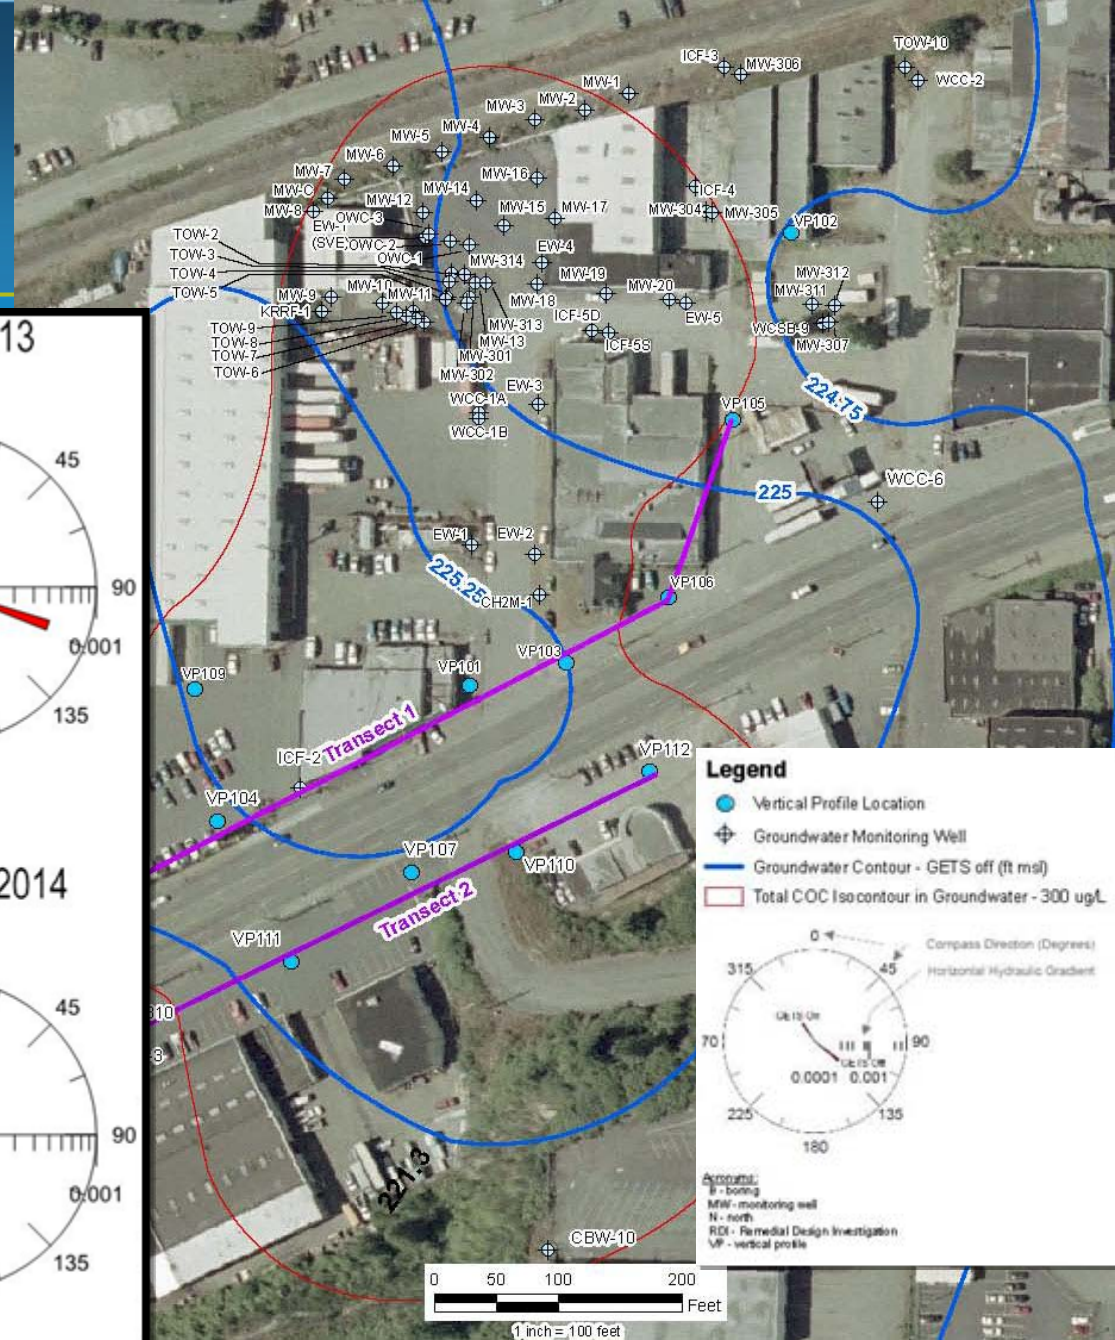 13
45
90
0.001
135
2014
45
90
0.001
135
ICF-3
MW-306
TOW-10
WCC-2
MW-1
MW-2
MW-3
MW-4
MW-5
MW-6
MW-7
MW-C
MW-8
MW-12
MW-14
MW-16
MW-15
MW-17
ICF-4
MW-304
MW-305
VP102
OWC-3
(SVE)
OWC-2
OWC-1
EW-4
MW-314
TOW-2
TOW-3
TOW-4
TOW-5
MW-9
KRRF-1
MW-10
MW-11
MW-18
MW-19
MW-20
EW-5
MW-312
MW-311
WCSB-9
MW-307
ICF-5D
ICF-5S
MW-313
MW-13
MW-301
MW-302
TOW-9
TOW-8
TOW-7
TOW-6
EW-3
WCC-1A
WCC-1B
VP105
224.75
225
WCC-6
EW-1
EW-2
225.25
CH2M-1
VP106
VP103
VP101
VP109
Transect 1
ICF-2
VP104
VP112
VP107
VP110
Transect 2
VP111
310
3
221.3
CBW-10
0 50 100 200
Feet
1 inch = 100 feet
Legend
Vertical Profile Location
Groundwater Monitoring Well
Groundwater Contour - GETS off (ft msl)
Total COC Isocontour in Groundwater - 300 ug/L
0
Compass Direction (Degrees)
315
45
Horizontal Hydraulic Gradient
GETS On
70
90
GETS Off
0.0001 0.001
225
135
180
Acronyms:
B - boring
MW - monitoring well
N - north
RDI - Remedial Design Investigation
VP - vertical profile